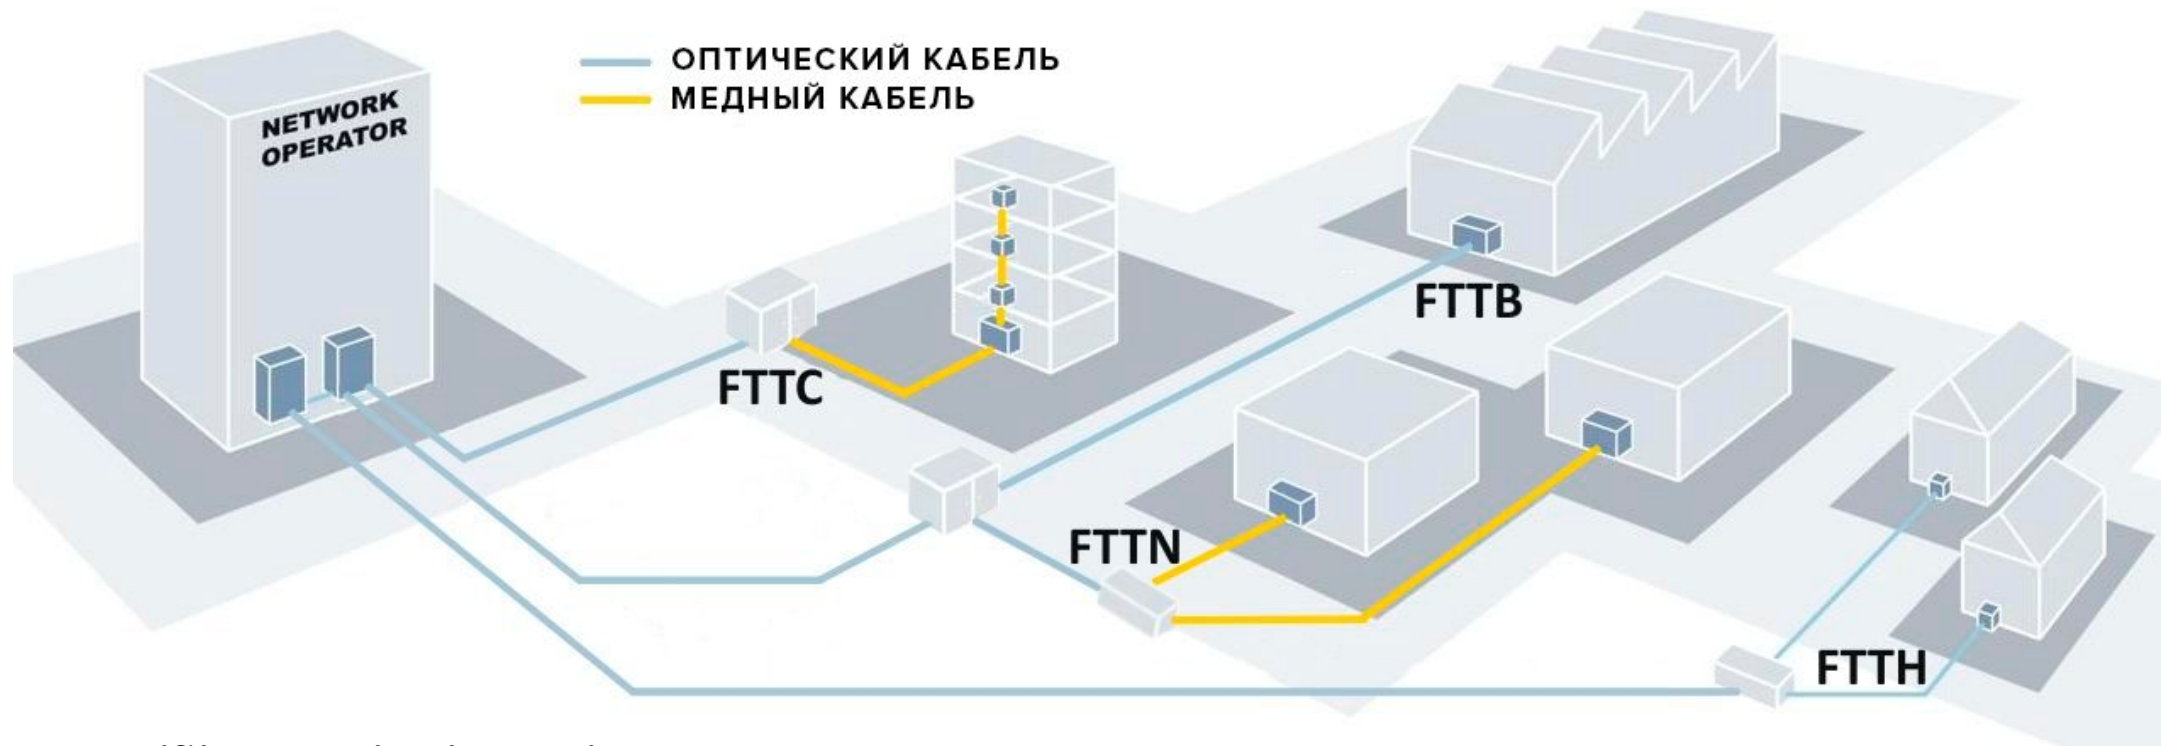 NETWORK
OPERATOR
ОПТИЧЕСКИЙ КАБЕЛЬ
МЕДНЫЙ КАБЕЛЬ
FTTB
FTTC
FTTN
FTTH